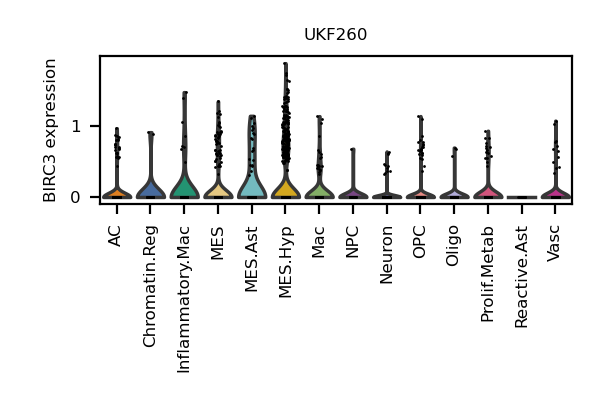 UKF260
BIRC3 expression
1
0
AC
Chromatin.Reg
Inflammatory.Mac
MES
MES.Ast
MES.Hyp
Mac
NPC
Neuron
OPC
Oligo
Prolif.Metab
Reactive.Ast
Vasc